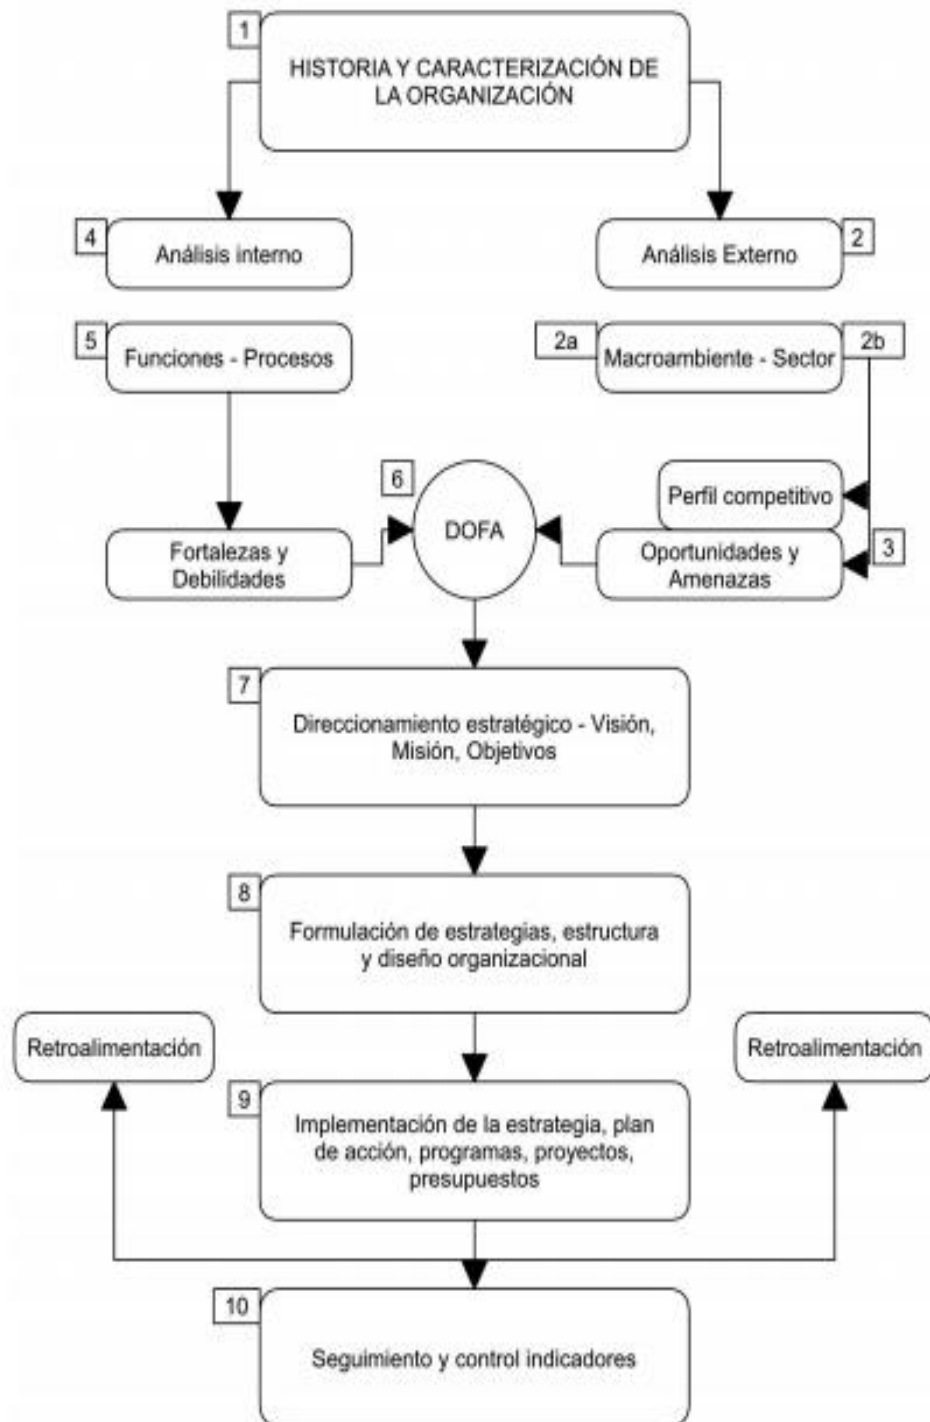 1
HISTORIA Y CARACTERIZACIÓN DE
LA ORGANIZACIÓN
4
Análisis interno
Análisis Externo
2
5
Funciones - Procesos
2a
Macroambiente - Sector
2b
6
DOFA
Perfil competitivo
Fortalezas y
Debilidades
Oportunidades y
Amenazas
3
7
Direccionamiento estratégico - Visión,
Misión, Objetivos
8
Formulación de estrategias, estructura
y diseño organizacional
Retroalimentación
Retroalimentación
9
Implementación de la estrategia, plan
de acción, programas, proyectos,
presupuestos
10
Seguimiento y control indicadores